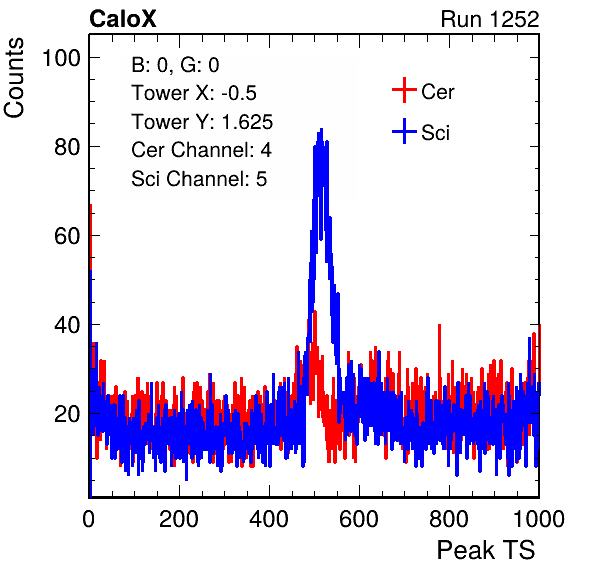 CaloX Run 1252
Counts
100
80
60
40
20
B: 0, G: 0
Tower X: -0.5
Tower Y: 1.625
Cer Channel: 4
Sci Channel: 5
Cer
Sci
0 200 400 600 800 1000
Peak TS